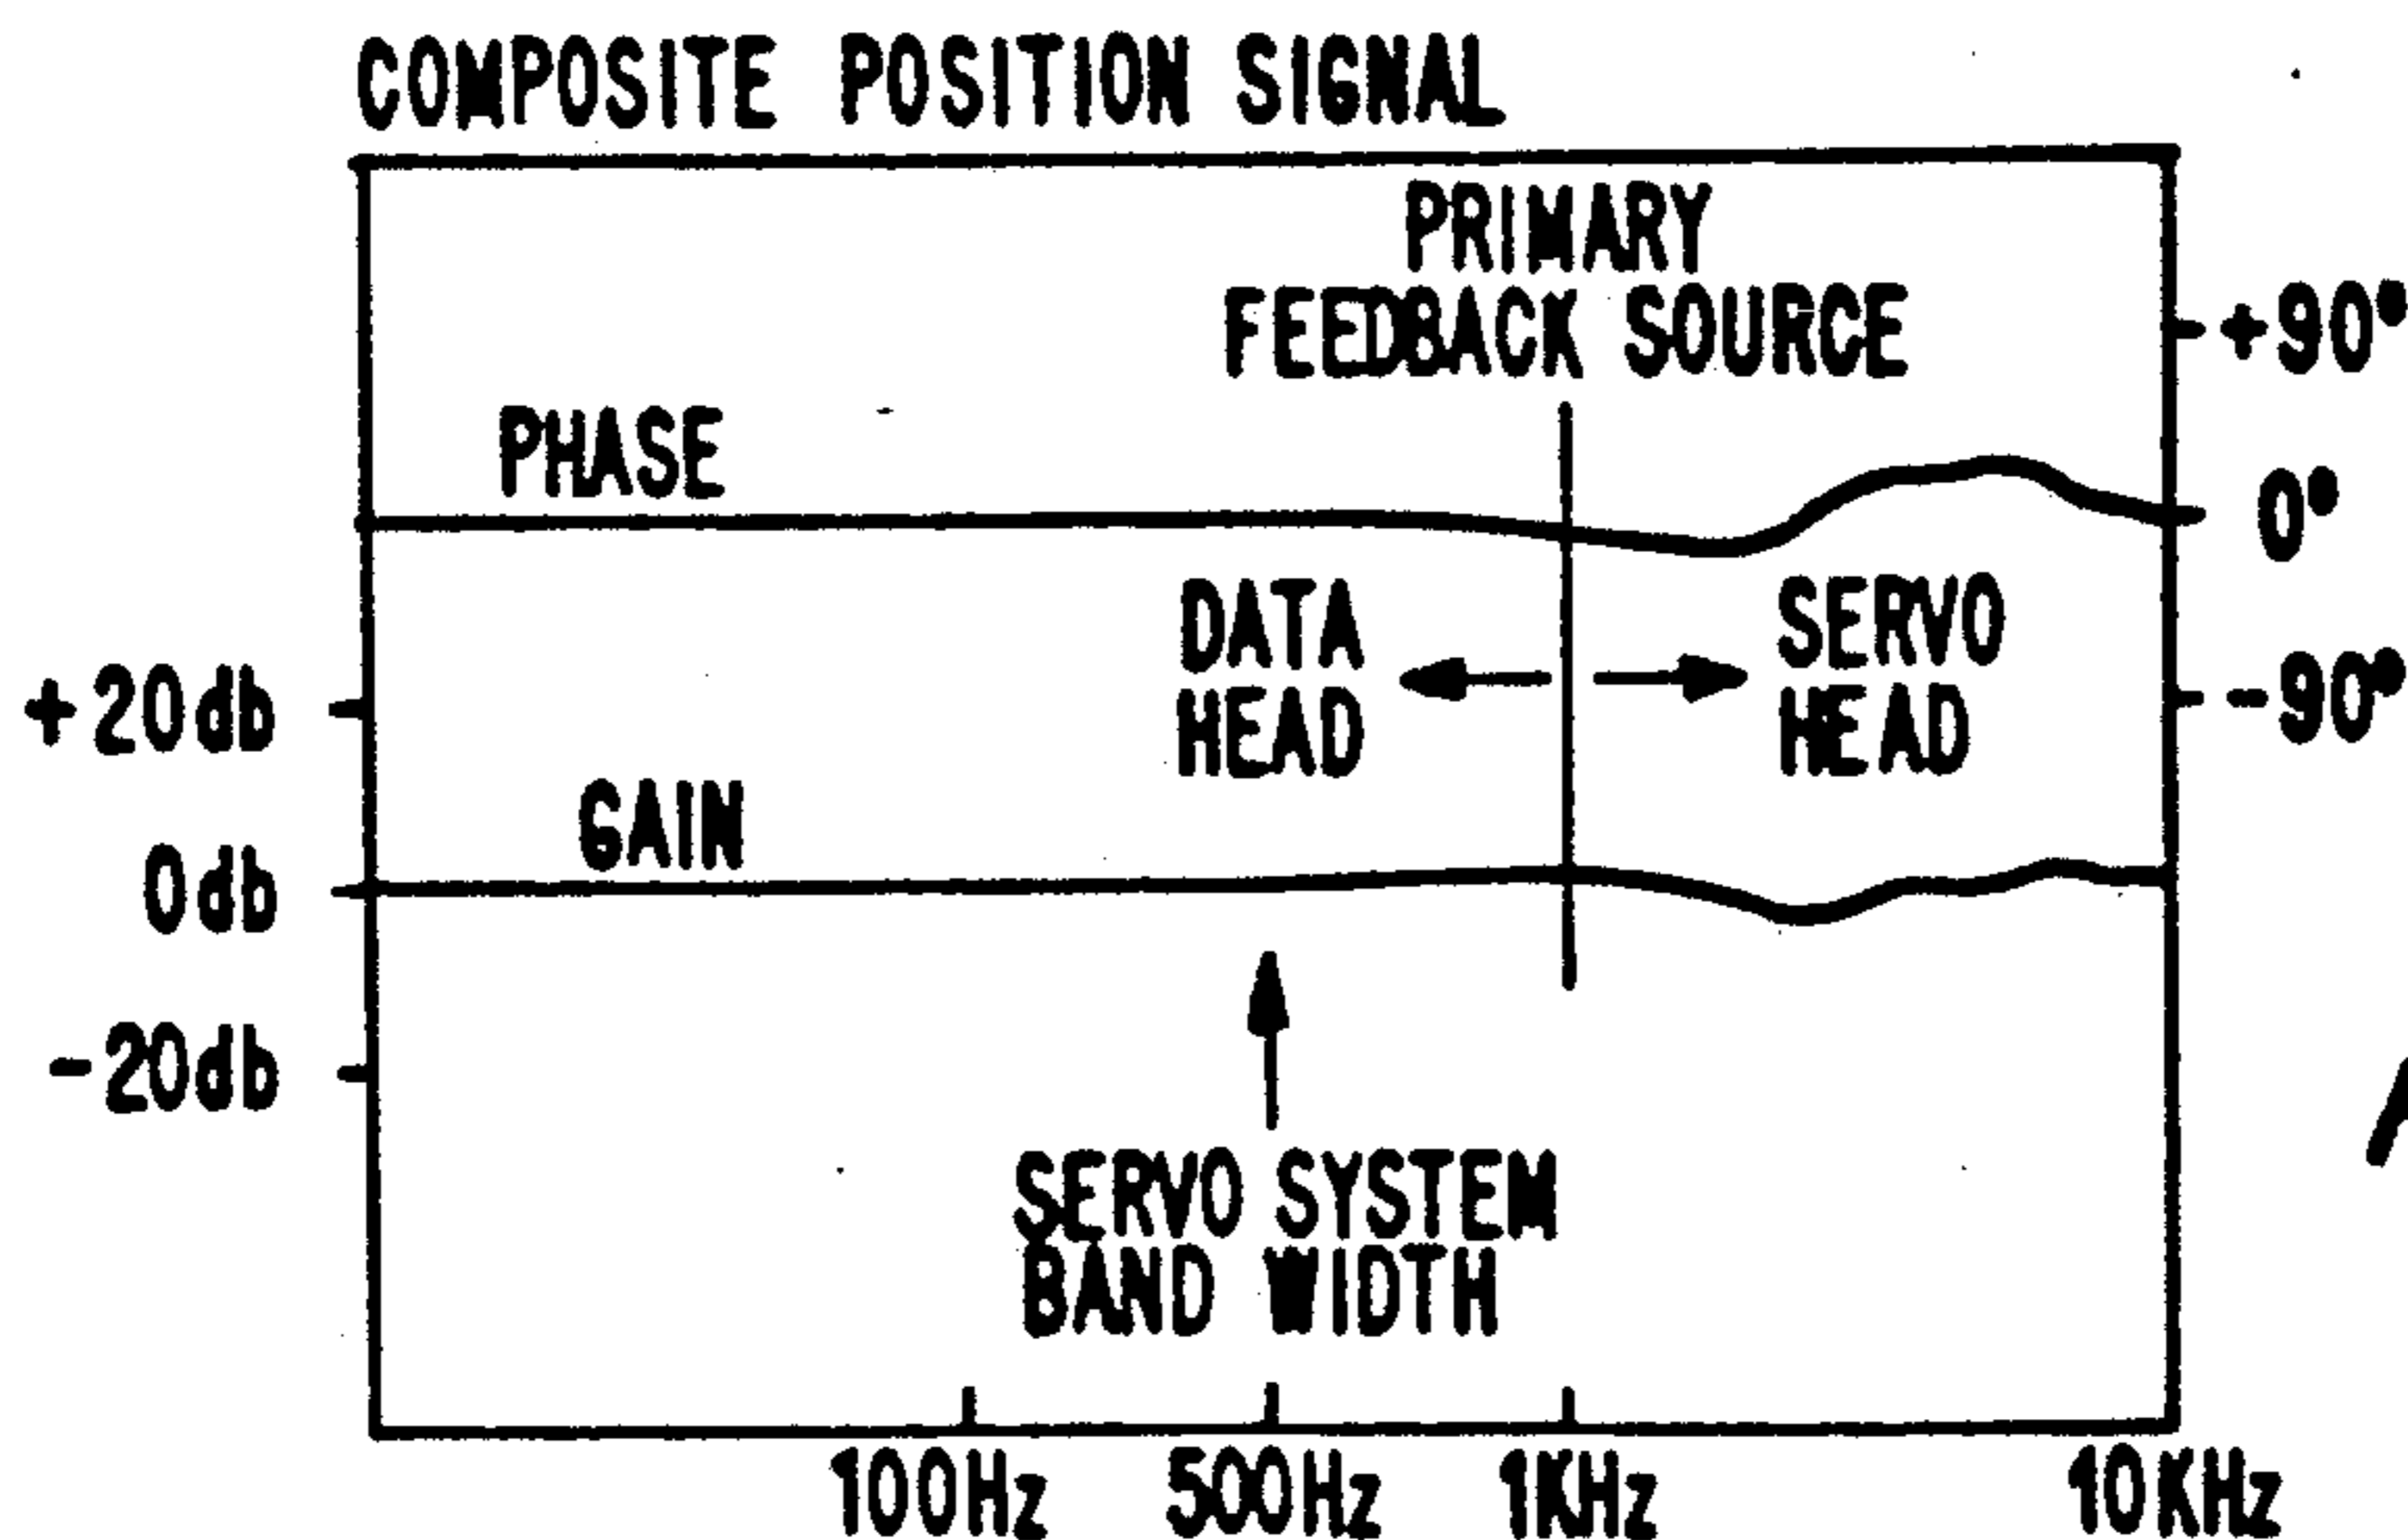 COMPOSITE POSITION SIGNAL
PRIMARY
FEEDBACK SOURCE
+90°
PHASE
0°
DATA
HEAD
SERVO
HEAD
+20db
-90°
GAIN
0db
-20db
SERVO SYSTEM
BAND WIDTH
100Hz 500Hz 1KHz 10KHz